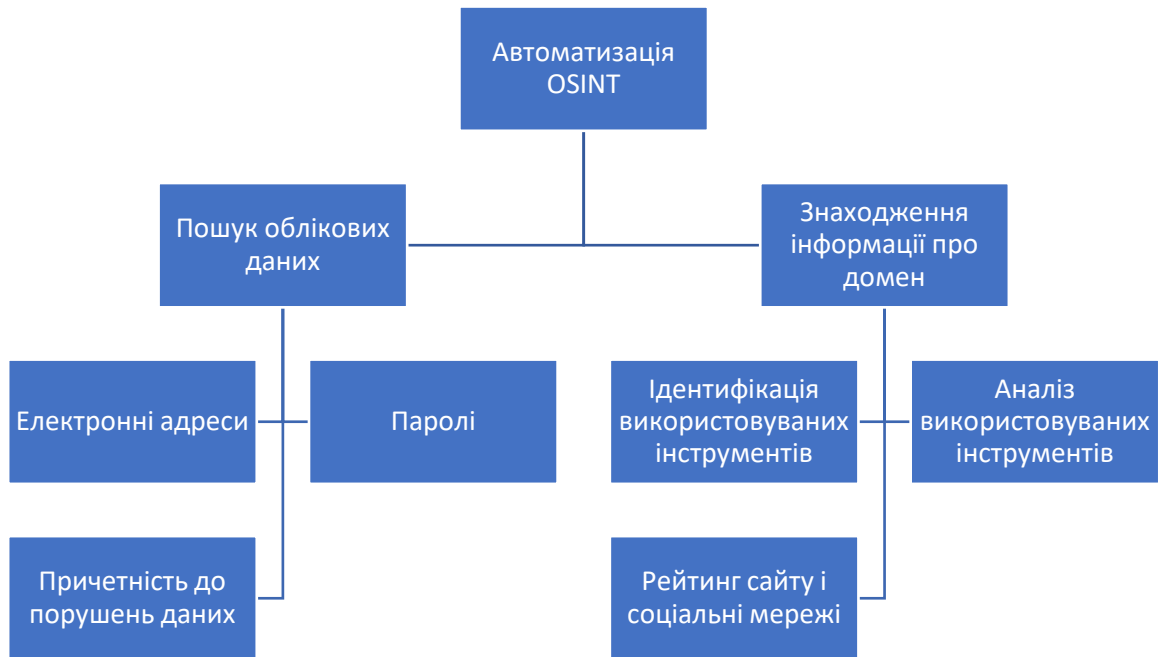 Автоматизація
OSINT
Пошук облікових
даних
Знаходження
інформації про
домен
Електронні адреси
Паролі
Ідентифікація
використовуваних
інструментів
Аналіз
використовуваних
інструментів
Причетність до
порушень даних
Рейтинг сайту і
соціальні мережі